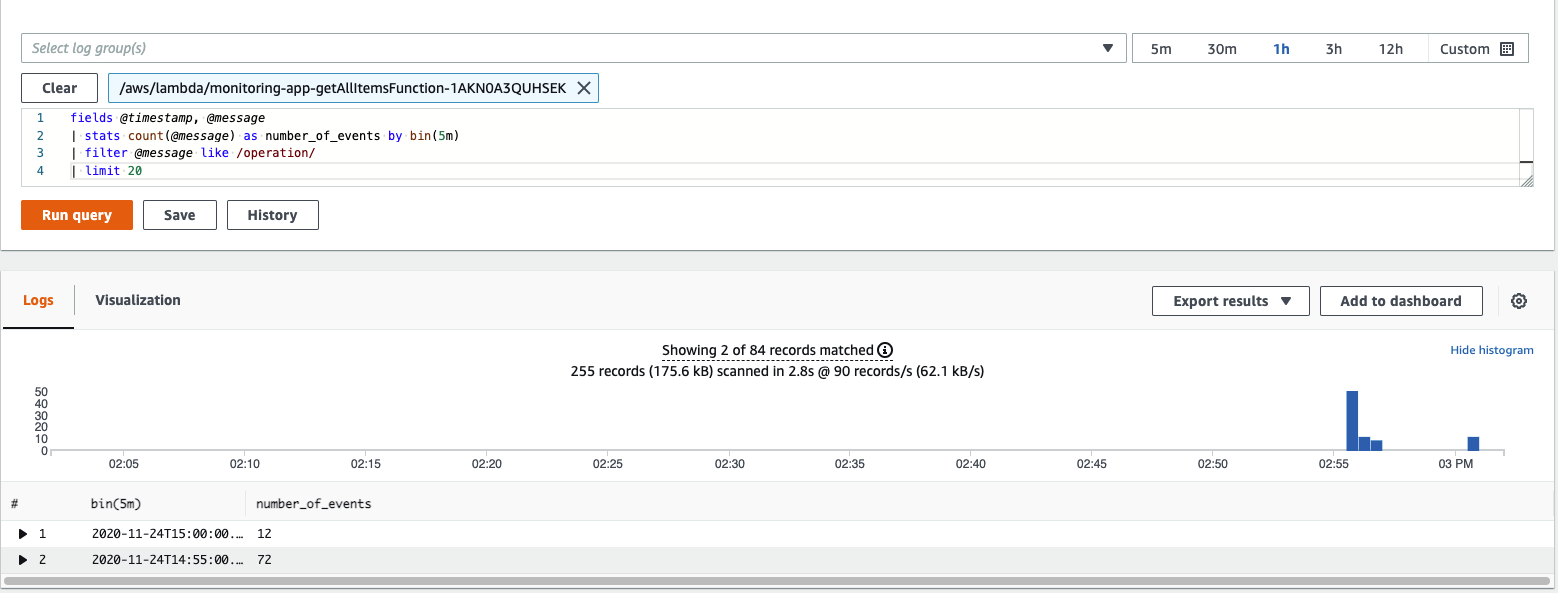 Select log group(s) 5m 30m 1h 3h 12h Custom
Clear /aws/lambda/monitoring-app-getAllItemsFunction-1AKN0A3QUHSEK
1 fields @timestamp, @message
2 | stats count(@message) as number_of_events by bin(5m)
3 | filter @message like /operation/
4 | limit 20
Run query Save History
Logs Visualization Export results Add to dashboard
Showing 2 of 84 records matched
Hide histogram
255 records (175.6 kB) scanned in 2.8s @ 90 records/s (62.1 kB/s)
50
40
30
20
10
0
02:05 02:10 02:15 02:20 02:25 02:30 02:35 02:40 02:45 02:50 02:55 03 PM
# bin(5m) number_of_events
1 2020-11-24T15:00:00.… 12
2 2020-11-24T14:55:00.… 72